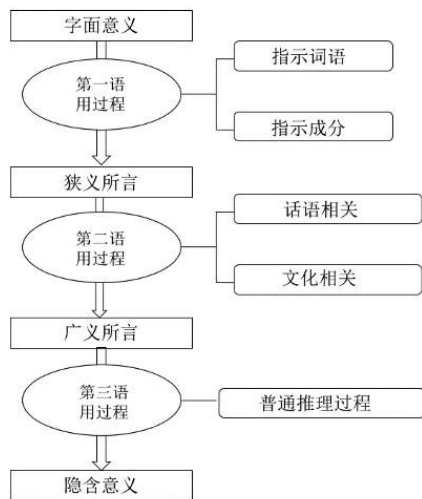 字面意义
第一语
用过程
指示词语
指示成分
狭义所言
第二语
用过程
话语相关
文化相关
广义所言
第三语
用过程
普通推理过程
隐含意义